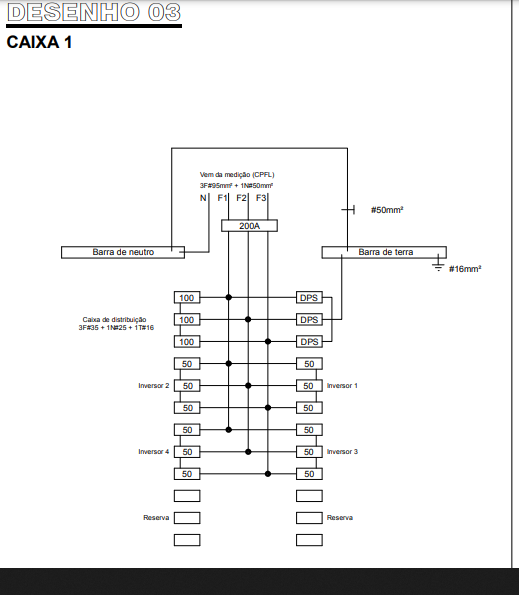 DESENHO 03
CAIXA 1
Vem da medição (CPFL)
3F#95mm² + 1N#50mm²
N F1 F2 F3
#50mm²
200A
Barra de neutro
Barra de terra
#16mm²
100 DPS
Caixa de distribuição
3F#35 + 1N#25 + 1T#16
100 DPS
100 DPS
50 50
Inversor 2 50 50 Inversor 1
50 50
50 50
Inversor 4 50 50 Inversor 3
50 50
Reserva Reserva